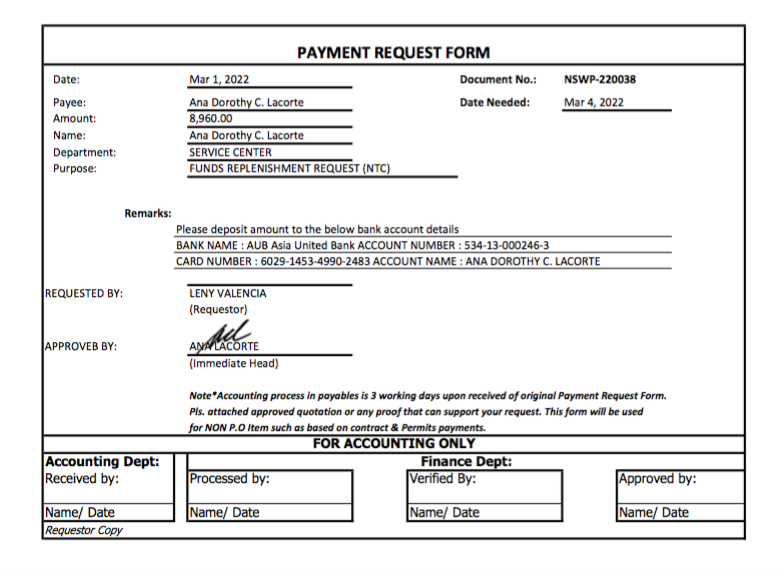 PAYMENT REQUEST FORM
Date: Mar 1, 2022 Document No.: NSWP-220038
Payee: Ana Dorothy C. Lacorte Date Needed: Mar 4, 2022
Amount: 8,960.00
Name: Ana Dorothy C. Lacorte
Department: SERVICE CENTER
Purpose: FUNDS REPLENISHMENT REQUEST (NTC)
Remarks:
Please deposit amount to the below bank account details
BANK NAME : AUB Asia United Bank ACCOUNT NUMBER : 534-13-000246-3
CARD NUMBER : 6029-1453-4990-2483 ACCOUNT NAME : ANA DOROTHY C. LACORTE
REQUESTED BY: LENY VALENCIA
(Requestor)
APPROVEB BY: ANA LACORTE
(Immediate Head)
Note*Accounting process in payables is 3 working days upon received of original Payment Request Form.
Pls. attached approved quotation or any proof that can support your request. This form will be used
for NON P.O Item such as based on contract & Permits payments.
FOR ACCOUNTING ONLY
Accounting Dept: Finance Dept:
Received by: Processed by: Verified By: Approved by:
Name/ Date Name/ Date Name/ Date Name/ Date
Requestor Copy